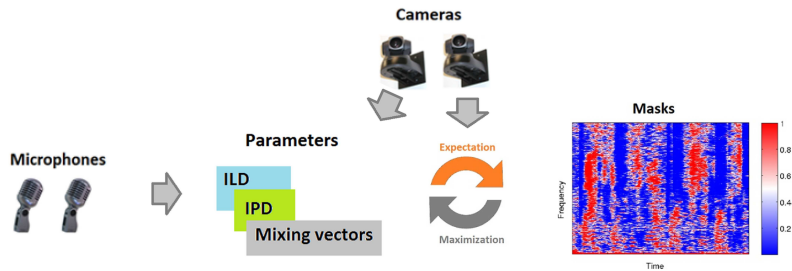 Cameras
Microphones
Parameters
ILD
IPD
Mixing vectors
Expectation
Maximization
Masks
Frequency
Time
1
0.8
0.6
0.4
0.2